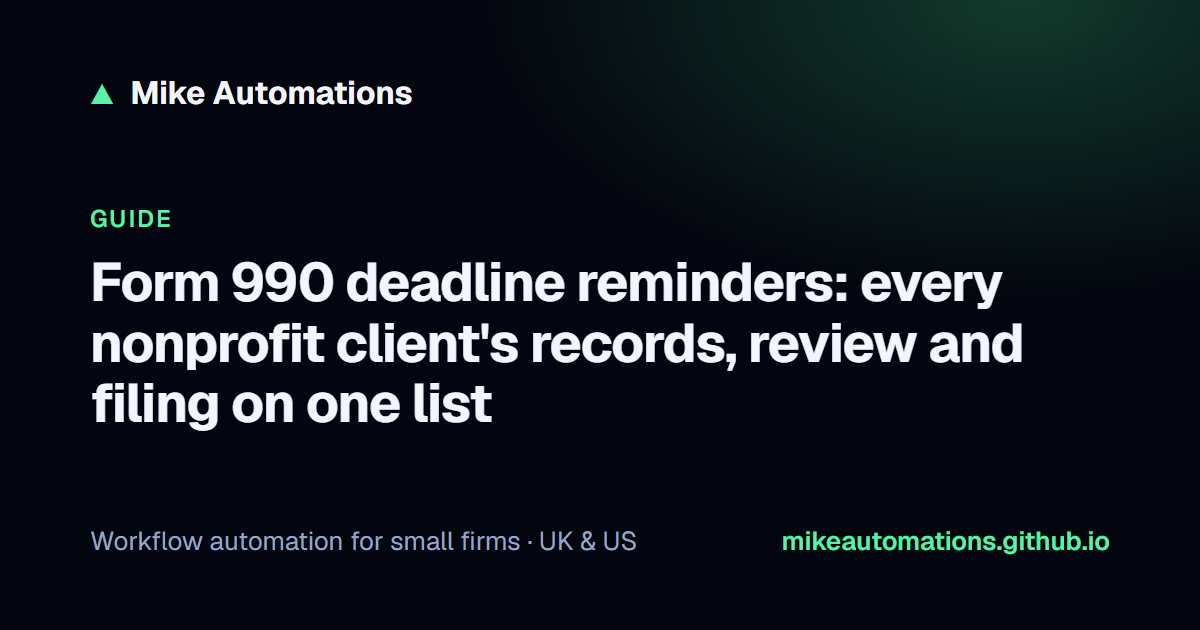 Mike Automations
GUIDE
Form 990 deadline reminders: every
nonprofit client's records, review and
filing on one list
Workflow automation for small firms · UK & US
mikeautomations.github.io